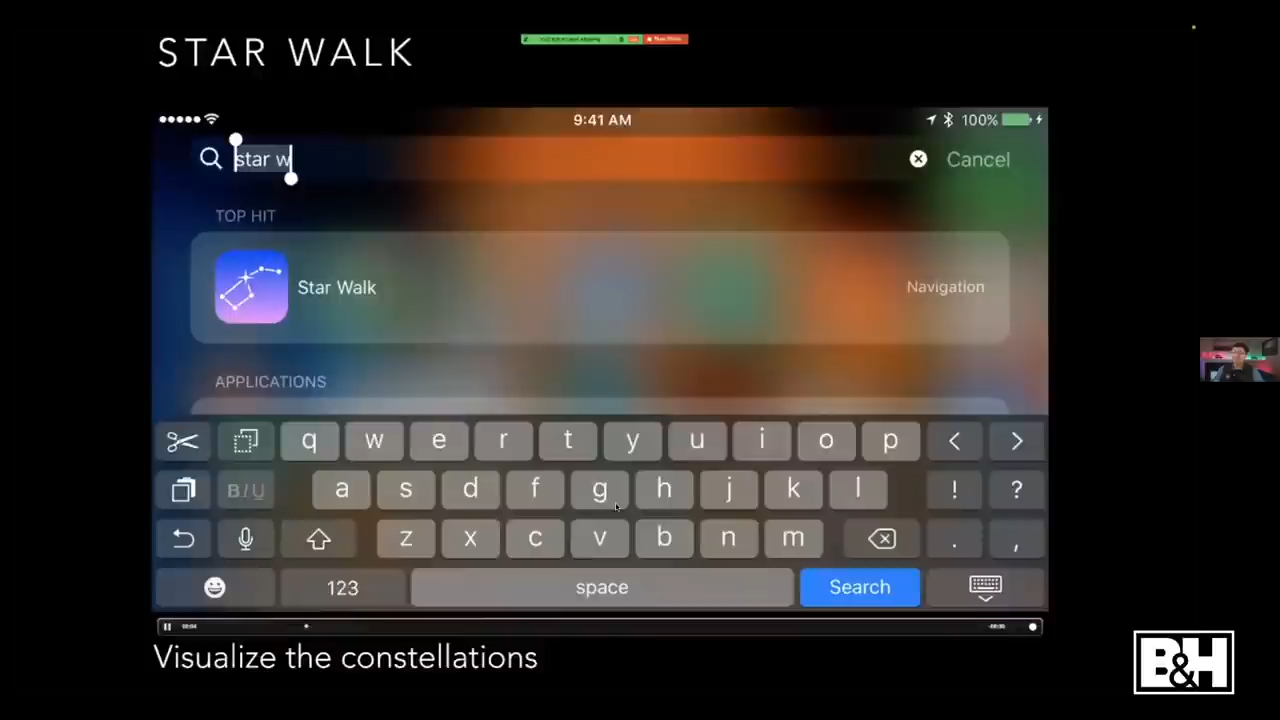 STAR WALK
9:41 AM
100%
star w
Cancel
TOP HIT
Star Walk
Navigation
APPLICATIONS
q w e r t y u i o p < >
B/U a s d f g h j k l ! ?
z x c v b n m . ,
123 space Search
Visualize the constellations
B&H